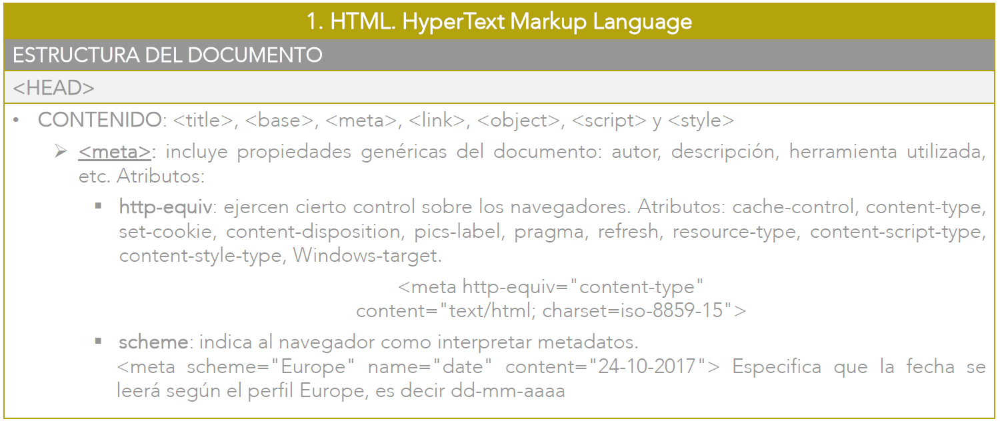 1. HTML. HyperText Markup Language
ESTRUCTURA DEL DOCUMENTO
<HEAD>
• CONTENIDO: <title>, <base>, <meta>, <link>, <object>, <script> y <style>
➢ <meta>: incluye propiedades genéricas del documento: autor, descripción, herramienta utilizada,
etc. Atributos:
▪ http-equiv: ejercen cierto control sobre los navegadores. Atributos: cache-control, content-type,
set-cookie, content-disposition, pics-label, pragma, refresh, resource-type, content-script-type,
content-style-type, Windows-target.
<meta http-equiv="content-type"
content="text/html; charset=iso-8859-15">
▪ scheme: indica al navegador como interpretar metadatos.
<meta scheme="Europe" name="date" content="24-10-2017"> Especifica que la fecha se
leerá según el perfil Europe, es decir dd-mm-aaaa